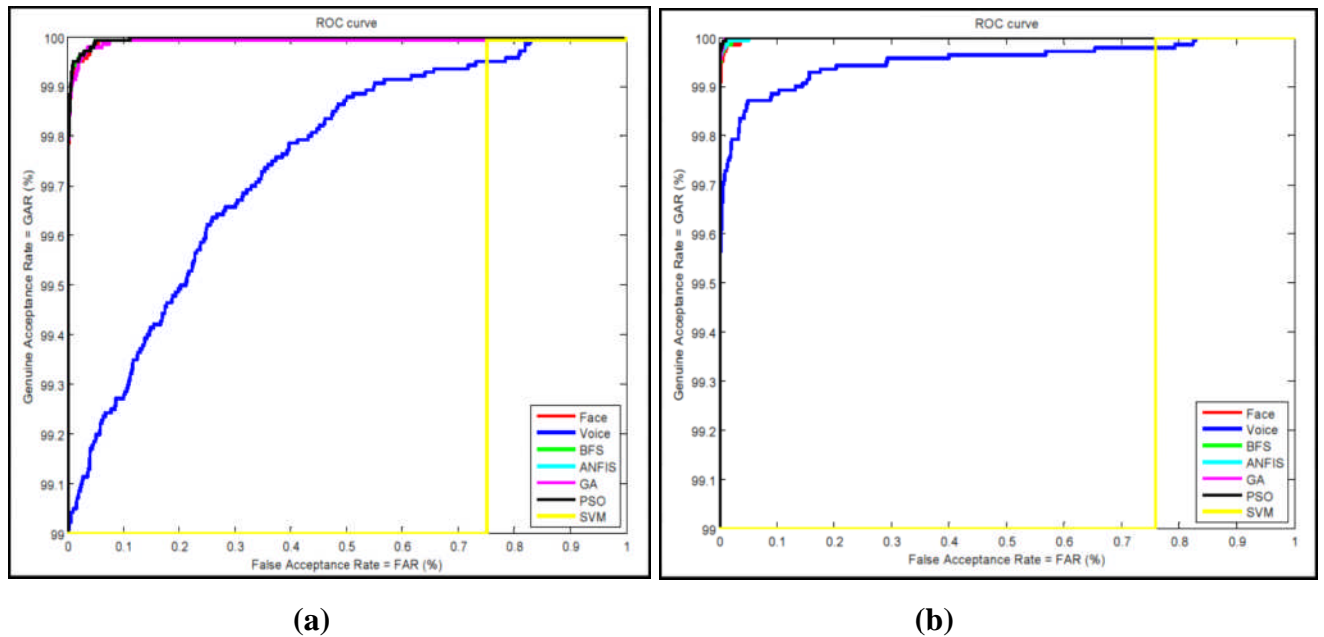 ROC curve
100
99.9
99.8
99.7
99.6
99.5
99.4
99.3
99.2
99.1
99
Genuine Acceptance Rate = GAR (%)
0 0.1 0.2 0.3 0.4 0.5 0.6 0.7 0.8 0.9 1
False Acceptance Rate = FAR (%)
Face
Voice
BFS
ANFIS
GA
PSO
SVM
(a)
ROC curve
100
99.9
99.8
99.7
99.6
99.5
99.4
99.3
99.2
99.1
99
Genuine Acceptance Rate = GAR (%)
0 0.1 0.2 0.3 0.4 0.5 0.6 0.7 0.8 0.9 1
False Acceptance Rate = FAR (%)
Face
Voice
BFS
ANFIS
GA
PSO
SVM
(b)